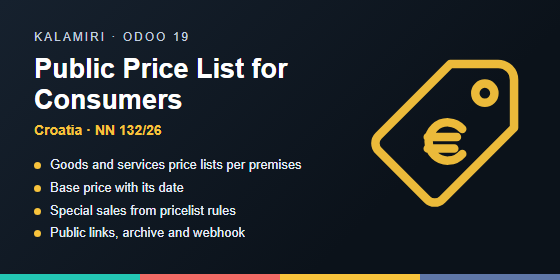 KALAMIRI · ODOO 19
Public Price List for
Consumers
Croatia · NN 132/26
Goods and services price lists per premises
Base price with its date
Special sales from pricelist rules
Public links, archive and webhook
€